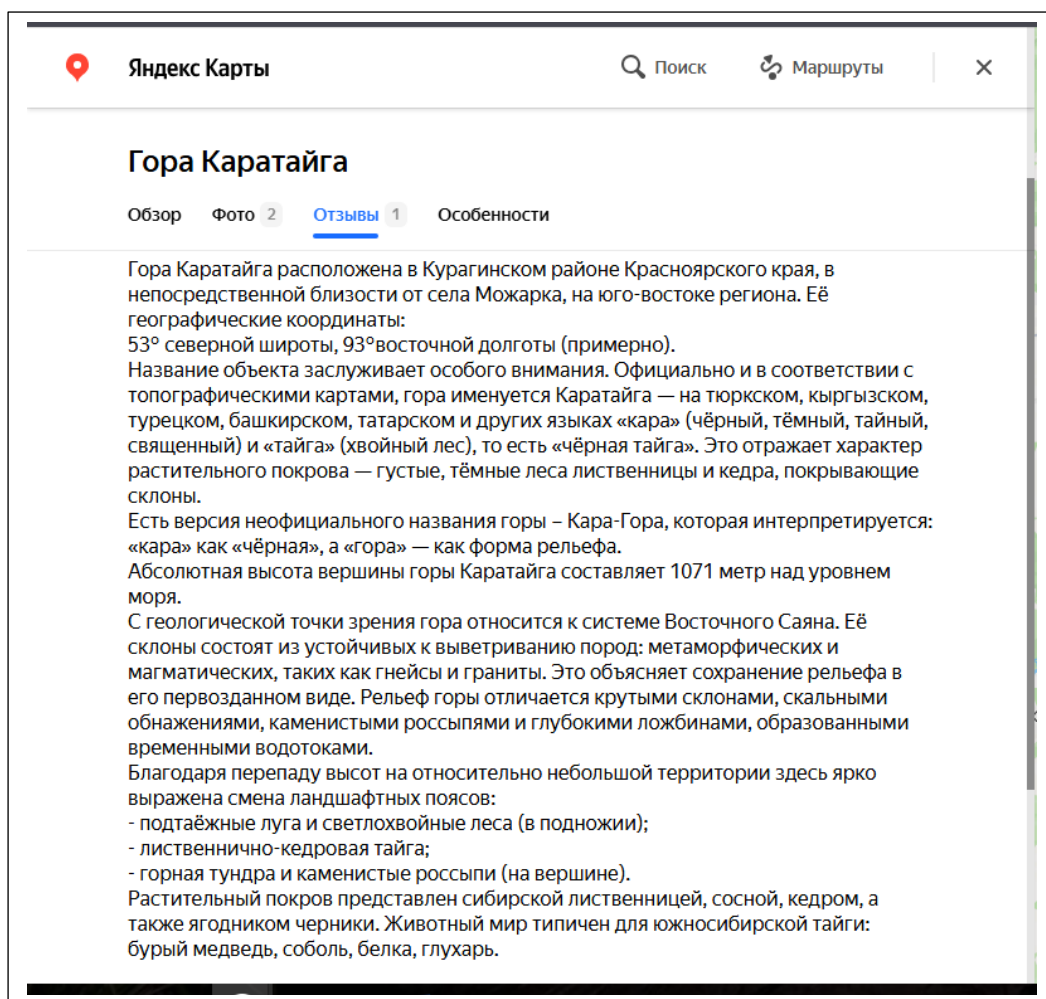 Яндекс Карты
Поиск
Маршруты
Гора Каратайга
Обзор Фото 2 Отзывы 1 Особенности
Гора Каратайга расположена в Курагинском районе Красноярского края, в
непосредственной близости от села Можарка, на юго-востоке региона. Её
географические координаты:
53° северной широты, 93°восточной долготы (примерно).
Название объекта заслуживает особого внимания. Официально и в соответствии с
топографическими картами, гора именуется Каратайга — на тюркском, кыргызском,
турецком, башкирском, татарском и других языках «кара» (чёрный, тёмный, тайный,
священный) и «тайга» (хвойный лес), то есть «чёрная тайга». Это отражает характер
растительного покрова — густые, тёмные леса лиственницы и кедра, покрывающие
склоны.
Есть версия неофициального названия горы – Кара-Гора, которая интерпретируется:
«кара» как «чёрная», а «гора» — как форма рельефа.
Абсолютная высота вершины горы Каратайга составляет 1071 метр над уровнем
моря.
С геологической точки зрения гора относится к системе Восточного Саяна. Её
склоны состоят из устойчивых к выветриванию пород: метаморфических и
магматических, таких как гнейсы и граниты. Это объясняет сохранение рельефа в
его первозданном виде. Рельеф горы отличается крутыми склонами, скальными
обнажениями, каменистыми россыпями и глубокими ложбинами, образованными
временными водотоками.
Благодаря перепаду высот на относительно небольшой территории здесь ярко
выражена смена ландшафтных поясов:
- подтаёжные луга и светлохвойные леса (в подножии);
- лиственнично-кедровая тайга;
- горная тундра и каменистые россыпи (на вершине).
Растительный покров представлен сибирской лиственницей, сосной, кедром, а
также ягодником черники. Животный мир типичен для южносибирской тайги:
бурый медведь, соболь, белка, глухарь.